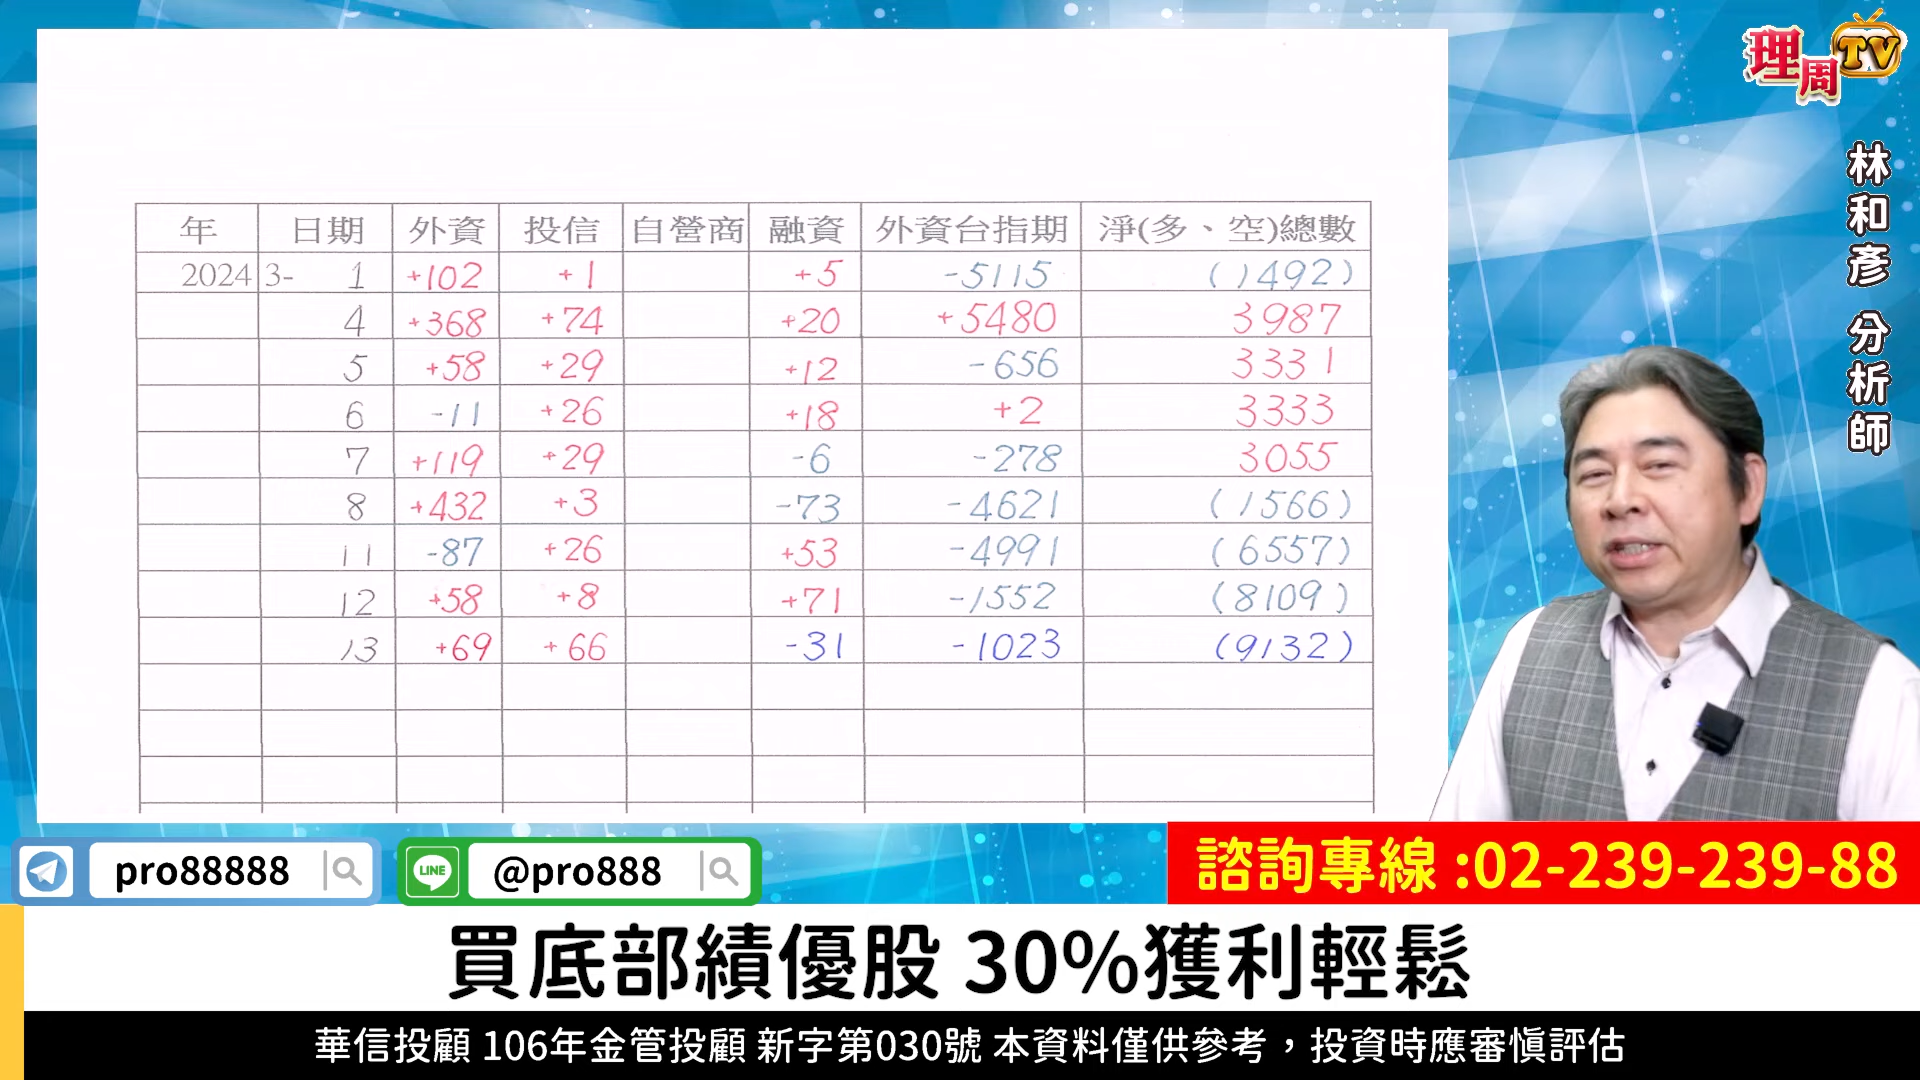 理周TV
林和彥 分析師
年 日期 外資 投信 自營商 融資 外資台指期 淨(多、空)總數
2024 3- 1 +102 +1 +5 -5115 (1492)
4 +368 +74 +20 +5480 3987
5 +58 +29 +12 -656 3331
6 -11 +26 +18 +2 3333
7 +119 +29 -6 -278 3055
8 +432 +3 -73 -4621 (1566)
11 -87 +26 +53 -4991 (6557)
12 +58 +8 +71 -1552 (8109)
13 +69 +66 -31 -1023 (9132)
pro88888
LINE @pro888
諮詢專線 :02-239-239-88
買底部績優股 30%獲利輕鬆
華信投顧 106年金管投顧 新字第030號 本資料僅供參考，投資時應審慎評估